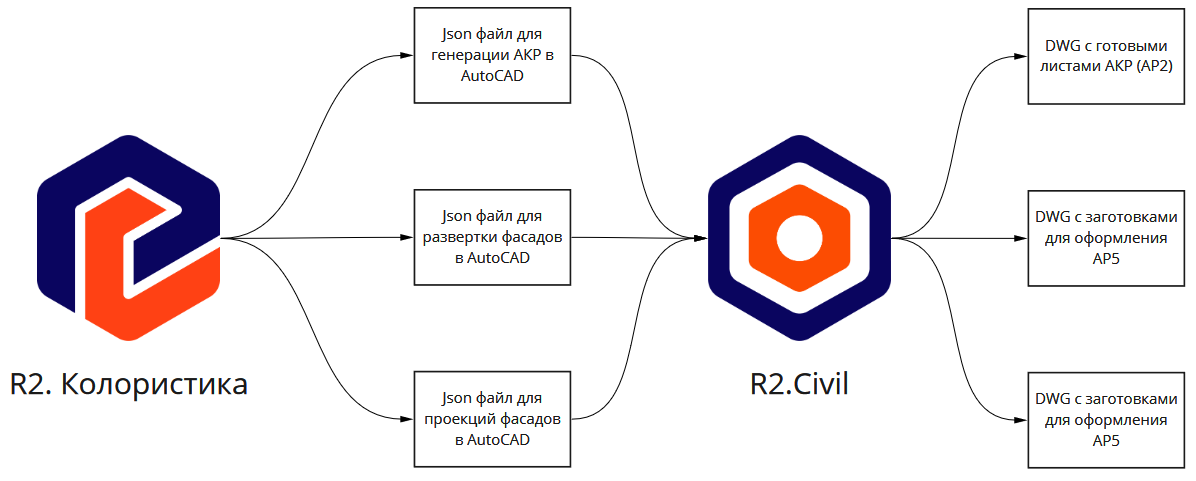 Json файл для
генерации АКР в
AutoCAD
DWG с готовыми
листами АКР (АР2)
Json файл для
развертки фасадов
в AutoCAD
DWG с заготовками
для оформления
АР5
R2. Колористика
R2.Civil
Json файл для
проекций фасадов
в AutoCAD
DWG с заготовками
для оформления
АР5